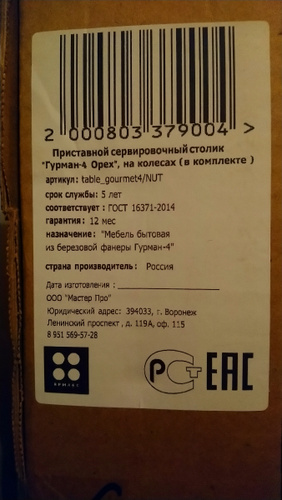 2 000803 379004 >
Приставной сервировочный столик
"Гурман-4 Орех", на колесах ( в комплекте )
артикул: table_gourmet4/NUT
срок службы: 5 лет
соответствует : ГОСТ 16371-2014
гарантия: 12 мес
назначение: "Мебель бытовая
из березовой фанеры Гурман-4"
страна производитель: Россия
Дата изготовления :
ООО "Мастер Про"
Юридический адрес: 394033, г. Воронеж
Ленинский проспект , д. 119А, оф. 115
8 951 569-57-28
РСТ EAC